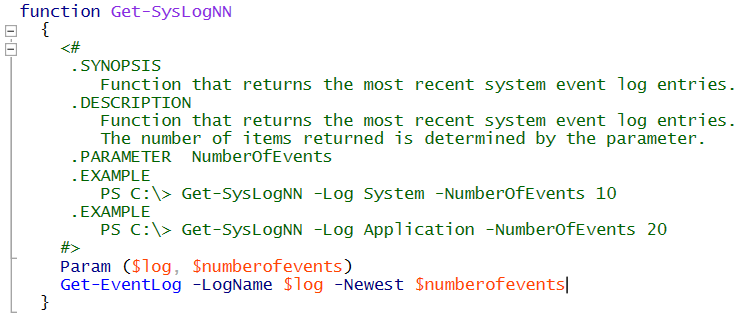 function Get-SysLogNN
{
<#
.SYNOPSIS
Function that returns the most recent system event log entries.
.DESCRIPTION
Function that returns the most recent system event log entries.
The number of items returned is determined by the parameter.
.PARAMETER  NumberOfEvents
.EXAMPLE
PS C:\> Get-SysLogNN -Log System -NumberOfEvents 10
.EXAMPLE
PS C:\> Get-SysLogNN -Log Application -NumberOfEvents 20
#>
Param ($log, $numberofevents)
Get-EventLog -LogName $log -Newest $numberofevents
}